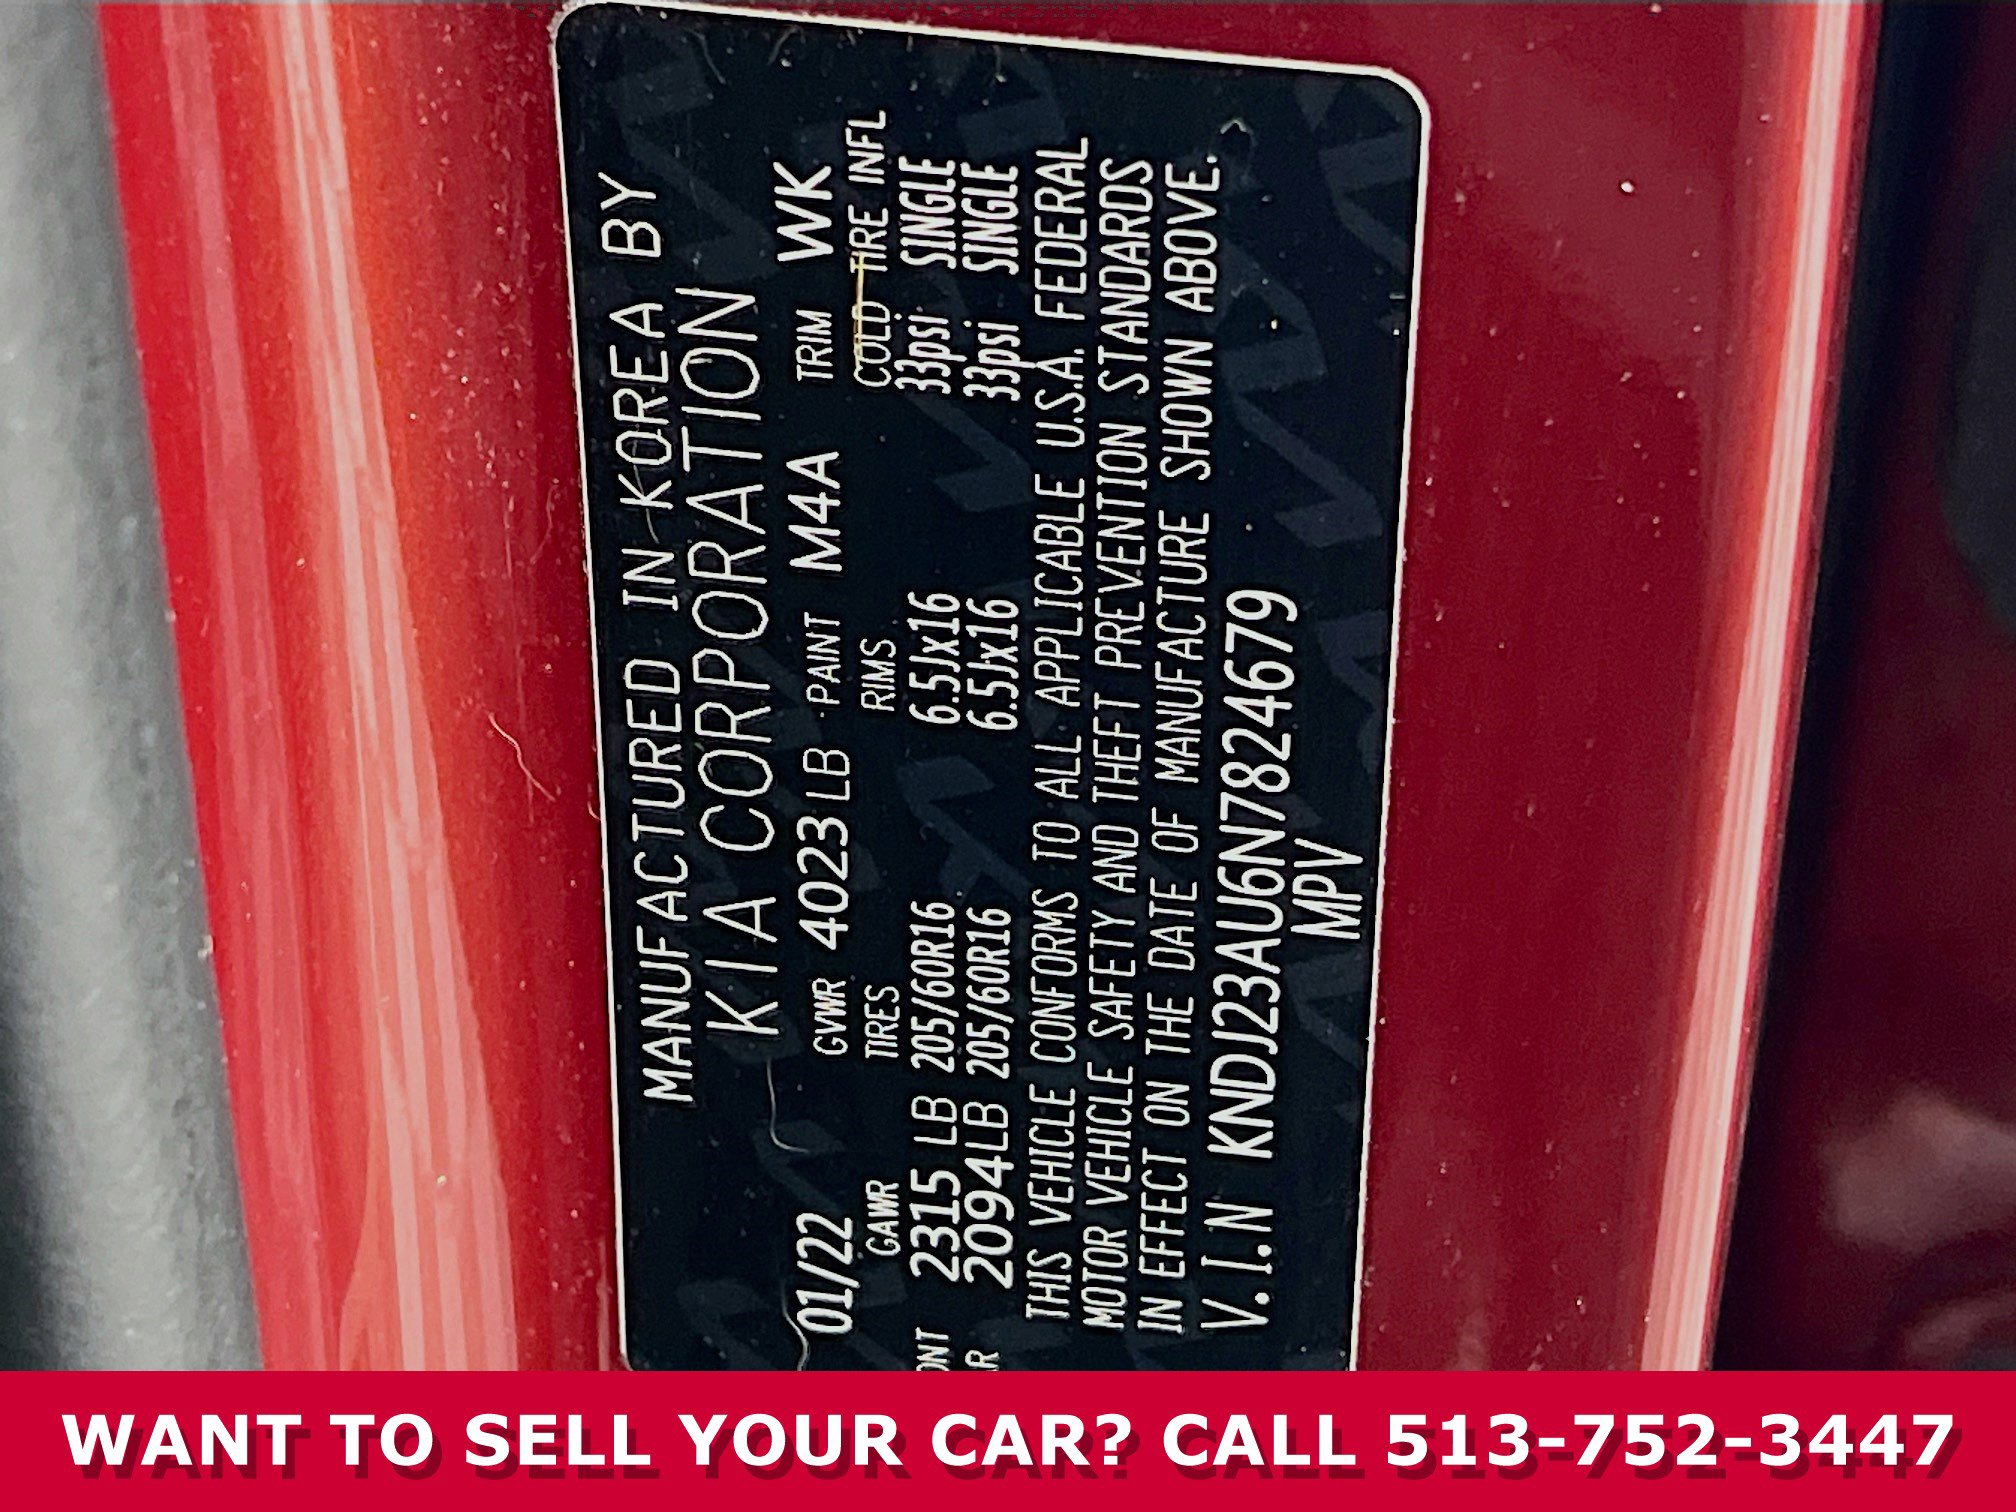 MANUFACTURED IN KOREA BY
KIA CORPORATION
01/22 GVWR 4023 LB PAINT M4A TRIM WK
GAWR TIRES RIMS COLD TIRE INFL
ONT 2315 LB 205/60R16 6.5Jx16 33psi SINGLE
R 2094 LB 205/60R16 6.5Jx16 33psi SINGLE
THIS VEHICLE CONFORMS TO ALL APPLICABLE U.S.A. FEDERAL
MOTOR VEHICLE SAFETY AND THEFT PREVENTION STANDARDS
IN EFFECT ON THE DATE OF MANUFACTURE SHOWN ABOVE.
V.I.N KNDJ23AU6N7824679
MPV
WANT TO SELL YOUR CAR? CALL 513-752-3447